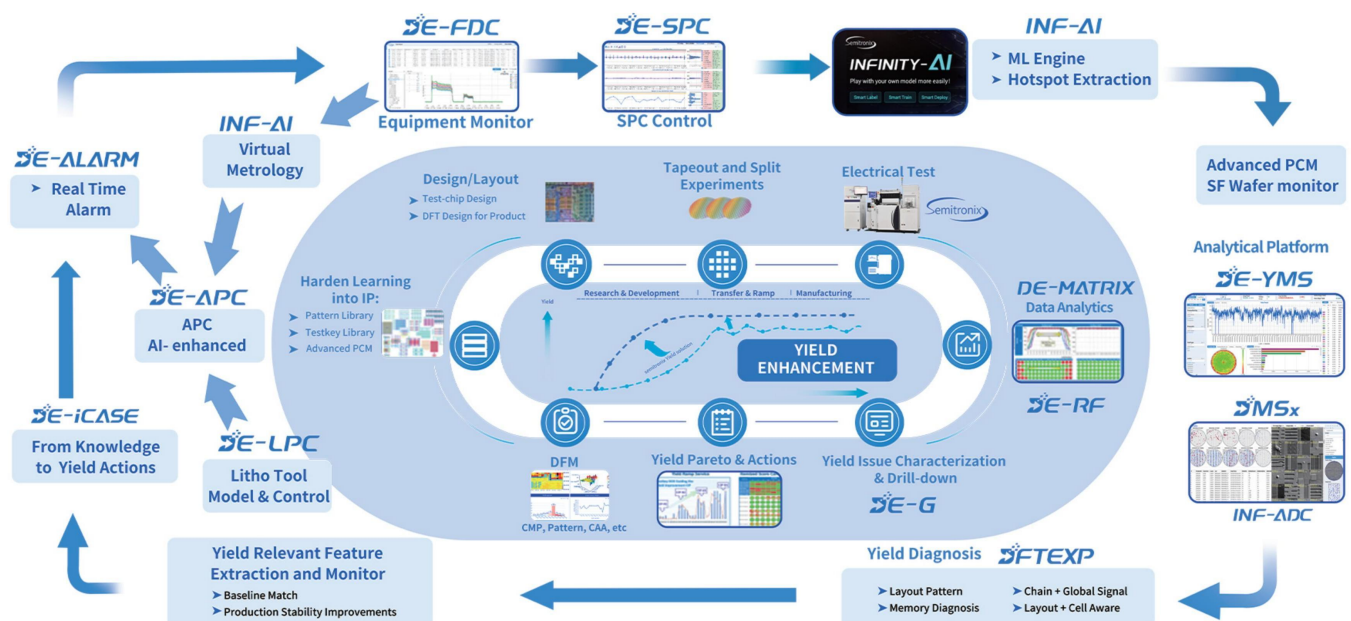 DE-FDC
Equipment Monitor
DE-SPC
SPC Control
Semitronix
INFINITY-AI
Play with your own model more easily!
Smart Label
Smart Train
Smart Deploy
INF-AI
ML Engine
Hotspot Extraction
INF-AI
Virtual
Metrology
DE-ALARM
Real Time
Alarm
Advanced PCM
SF Wafer monitor
Design/Layout
Test-chip Design
DFT Design for Product
Tapeout and Split
Experiments
Electrical Test
Semitronix
Analytical Platform
DE-YMS
DE-APC
APC
AI- enhanced
Harden Learning
into IP:
Pattern Library
Testkey Library
Advanced PCM
Research & Development
Transfer & Ramp
Manufacturing
Yield
Semitronix Yield Solution
YIELD
ENHANCEMENT
DE-MATRIX
Data Analytics
DE-RF
DE-iCASE
From Knowledge
to Yield Actions
DE-LPC
Litho Tool
Model & Control
DFM
CMP, Pattern, CAA, etc
Yield Pareto & Actions
Yield Issue Characterization
& Drill-down
DE-G
DMSx
INF-ADC
Yield Relevant Feature
Extraction and Monitor
Baseline Match
Production Stability Improvements
Yield Diagnosis
DFTEXP
Layout Pattern
Chain + Global Signal
Memory Diagnosis
Layout + Cell Aware